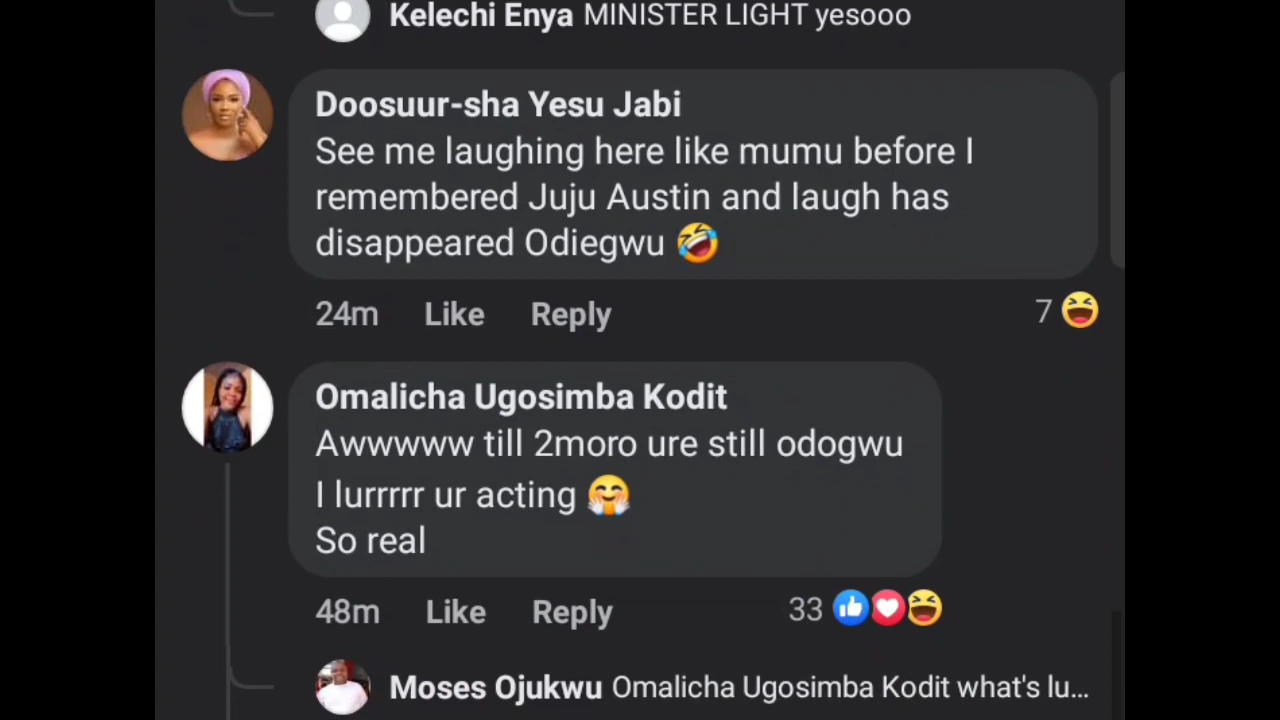 Kelechi Enya MINISTER LIGHT yesooo
Doosuur-sha Yesu Jabi
See me laughing here like mumu before I
remembered Juju Austin and laugh has
disappeared Odiegwu 🤣
24m Like Reply 7 😆
Omalicha Ugosimba Kodit
Awwwww till 2moro ure still odogwu
I lurrrrr ur acting 🤗
So real
48m Like Reply 33 👍❤️😆
Moses Ojukwu Omalicha Ugosimba Kodit what's lu...